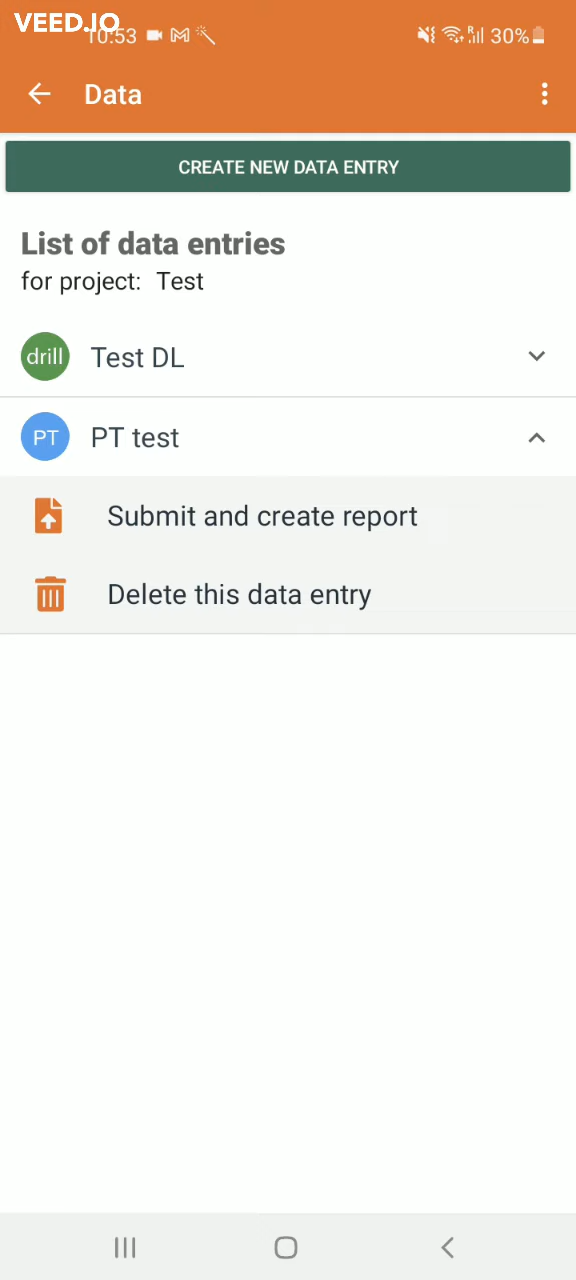 VEED.IO
10:53 R 30%
Data
CREATE NEW DATA ENTRY
List of data entries
for project: Test
drill Test DL
PT PT test
Submit and create report
Delete this data entry